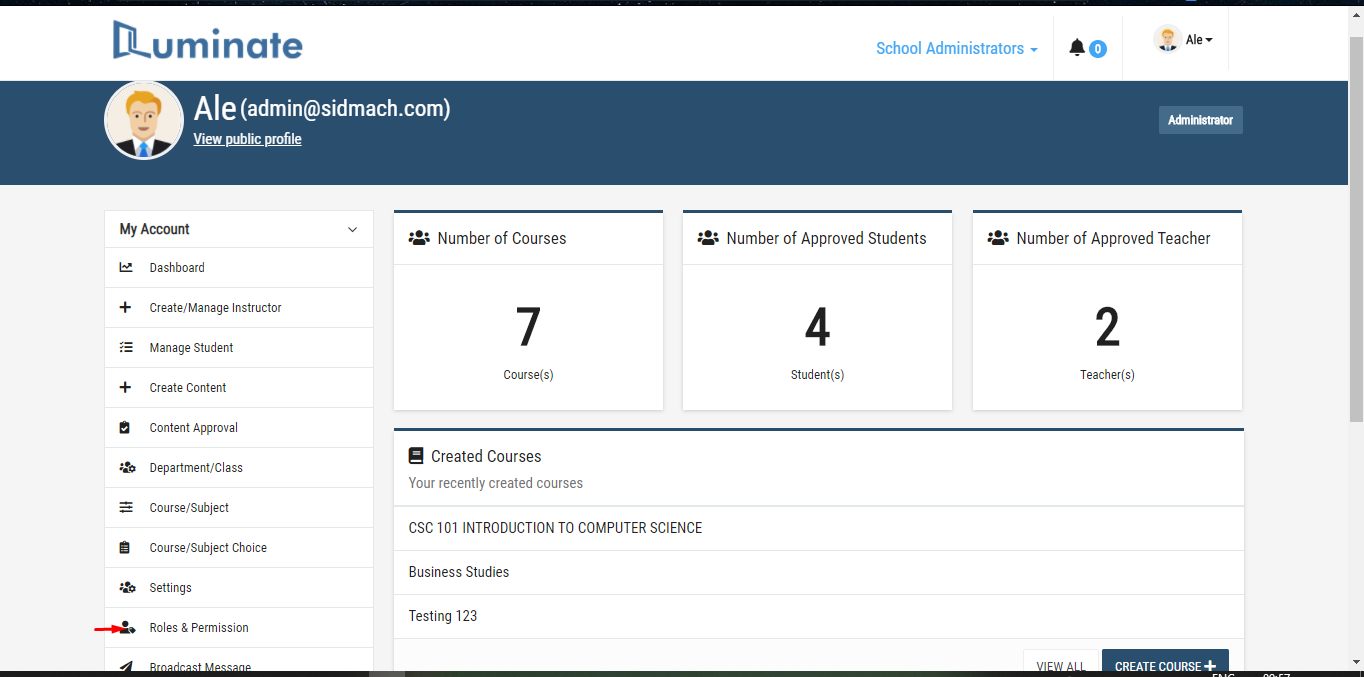 Luminate
School Administrators
0
Ale
Ale (admin@sidmach.com)
View public profile
Administrator
My Account
Dashboard
Create/Manage Instructor
Manage Student
Create Content
Content Approval
Department/Class
Course/Subject
Course/Subject Choice
Settings
Roles & Permission
Broadcast Message
Number of Courses
7
Course(s)
Number of Approved Students
4
Student(s)
Number of Approved Teacher
2
Teacher(s)
Created Courses
Your recently created courses
CSC 101 INTRODUCTION TO COMPUTER SCIENCE
Business Studies
Testing 123
VIEW ALL
CREATE COURSE